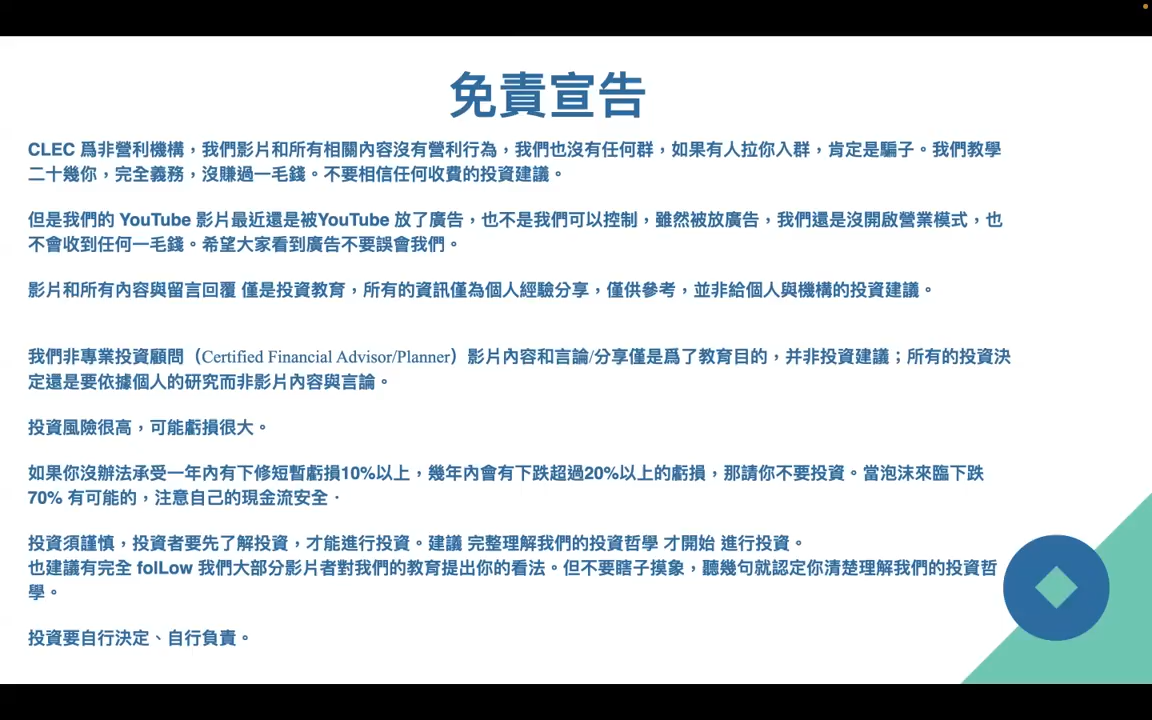 免責宣告
CLEC 爲非營利機構，我們影片和所有相關內容沒有營利行為，我們也沒有任何群，如果有人拉你入群，肯定是騙子。我們教學
二十幾你，完全義務，沒賺過一毛錢。不要相信任何收費的投資建議。
但是我們的 YouTube 影片最近還是被YouTube 放了廣告，也不是我們可以控制，雖然被放廣告，我們還是沒開啟營業模式，也
不會收到任何一毛錢。希望大家看到廣告不要誤會我們。
影片和所有內容與留言回覆 僅是投資教育，所有的資訊僅為個人經驗分享，僅供參考，並非給個人與機構的投資建議。
我們非專業投資顧問（Certified Financial Advisor/Planner）影片內容和言論/分享僅是爲了教育目的，并非投資建議；所有的投資決
定還是要依據個人的研究而非影片內容與言論。
投資風險很高，可能虧損很大。
如果你沒辦法承受一年內有下修短暫虧損10%以上，幾年內會有下跌超過20%以上的虧損，那請你不要投資。當泡沫來臨下跌
70% 有可能的，注意自己的現金流安全．
投資須謹慎，投資者要先了解投資，才能進行投資。建議 完整理解我們的投資哲學 才開始 進行投資。
也建議有完全 folLow 我們大部分影片者對我們的教育提出你的看法。但不要瞎子摸象，聽幾句就認定你清楚理解我們的投資哲
學。
投資要自行決定、自行負責。